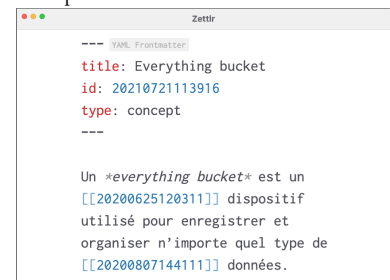 Zettlr
--- YAML Frontmatter
title: Everything bucket
id: 20210721113916
type: concept
---
Un *everything bucket* est un
[[20200625120311]] dispositif
utilisé pour enregistrer et
organiser n’importe quel type de
[[20200807144111]] données.